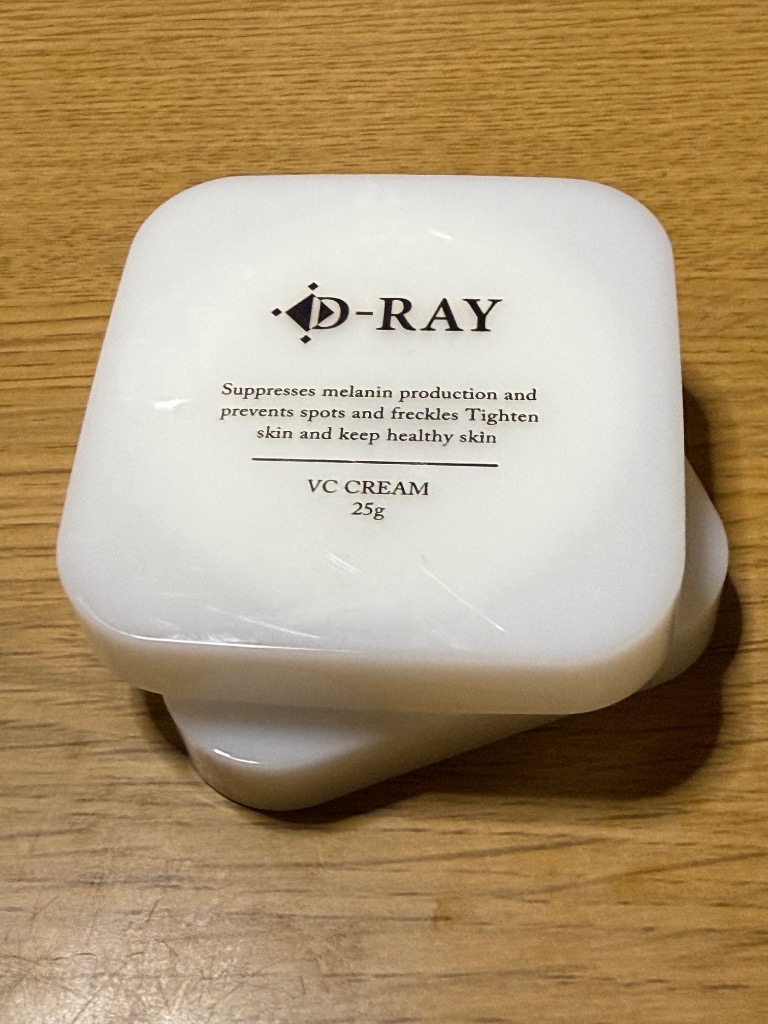 D-RAY
Suppresses melanin production and
prevents spots and freckles Tighten
skin and keep healthy skin
VC CREAM
25g